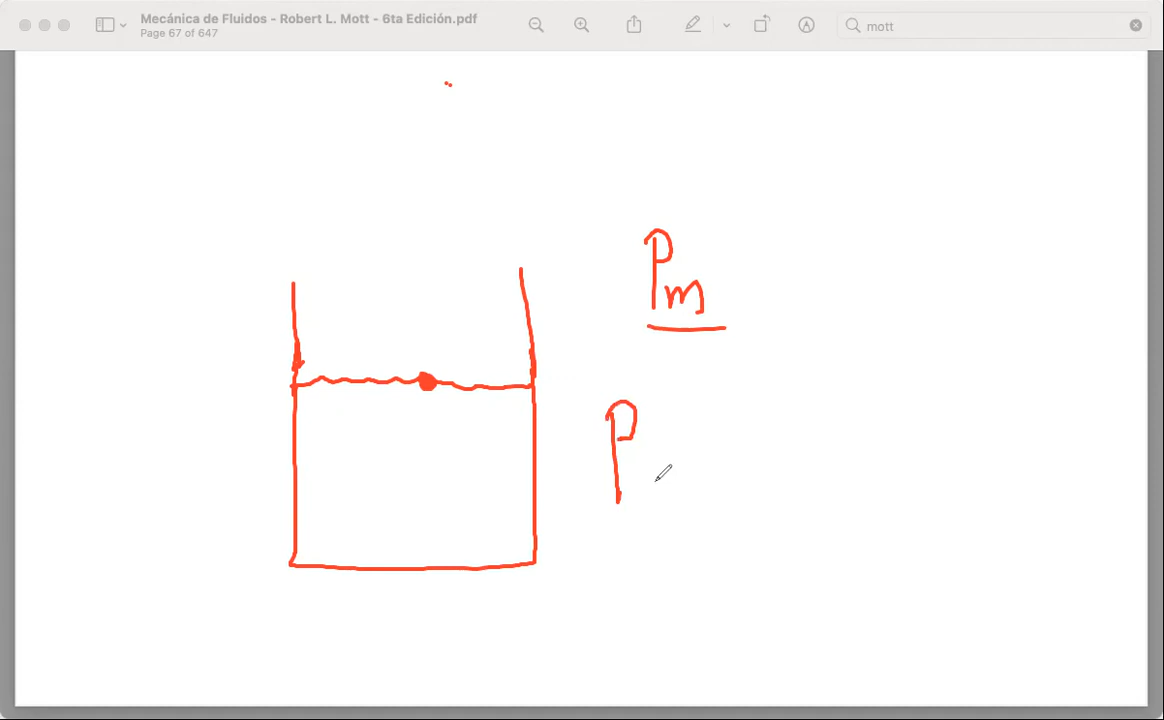 Mecánica de Fluidos - Robert L. Mott - 6ta Edición.pdf
Page 67 of 647
mott
Pm
P